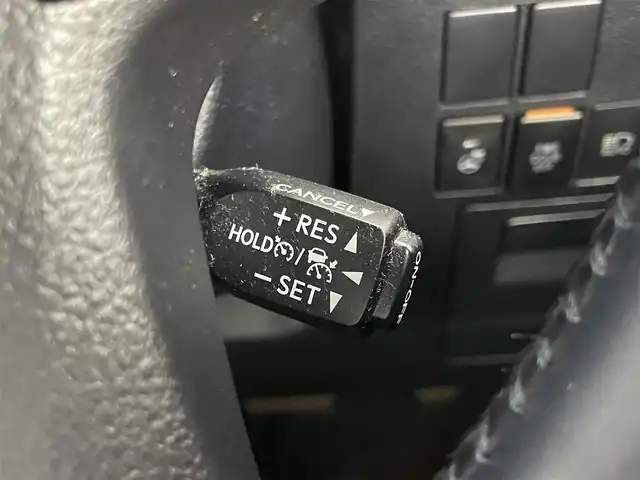 CANCEL▼
+ RES ▲
HOLD /
− SET ▼
ON-OFF